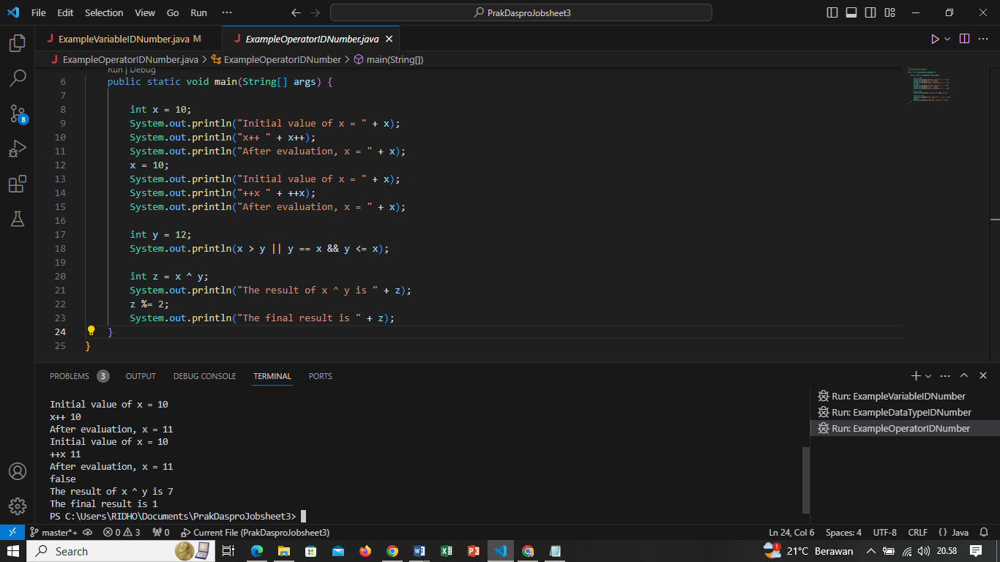 File Edit Selection View Go Run ··· PrakDasproJobsheet3
ExampleVariableIDNumber.java M ExampleOperatorIDNumber.java
ExampleOperatorIDNumber.java > ExampleOperatorIDNumber > main(String[])
Run | Debug
6 public static void main(String[] args) {
7
8 int x = 10;
9 System.out.println("Initial value of x = " + x);
10 System.out.println("x++ " + x++);
11 System.out.println("After evaluation, x = " + x);
12 x = 10;
13 System.out.println("Initial value of x = " + x);
14 System.out.println("++x " + ++x);
15 System.out.println("After evaluation, x = " + x);
16
17 int y = 12;
18 System.out.println(x > y || y == x && y <= x);
19
20 int z = x ^ y;
21 System.out.println("The result of x ^ y is " + z);
22 z %= 2;
23 System.out.println("The final result is " + z);
24 }
25 }
PROBLEMS 3 OUTPUT DEBUG CONSOLE TERMINAL PORTS
Initial value of x = 10
x++ 10
After evaluation, x = 11
Initial value of x = 10
++x 11
After evaluation, x = 11
false
The result of x ^ y is 7
The final result is 1
PS C:\Users\RIDHO\Documents\PrakDasproJobsheet3>
Run: ExampleVariableIDNumber
Run: ExampleDataTypeIDNumber
Run: ExampleOperatorIDNumber
8
master*+ 0 3 0 Current File (PrakDasproJobsheet3) Ln 24, Col 6 Spaces: 4 UTF-8 CRLF {} Java
Search 1 21°C Berawan 20.58